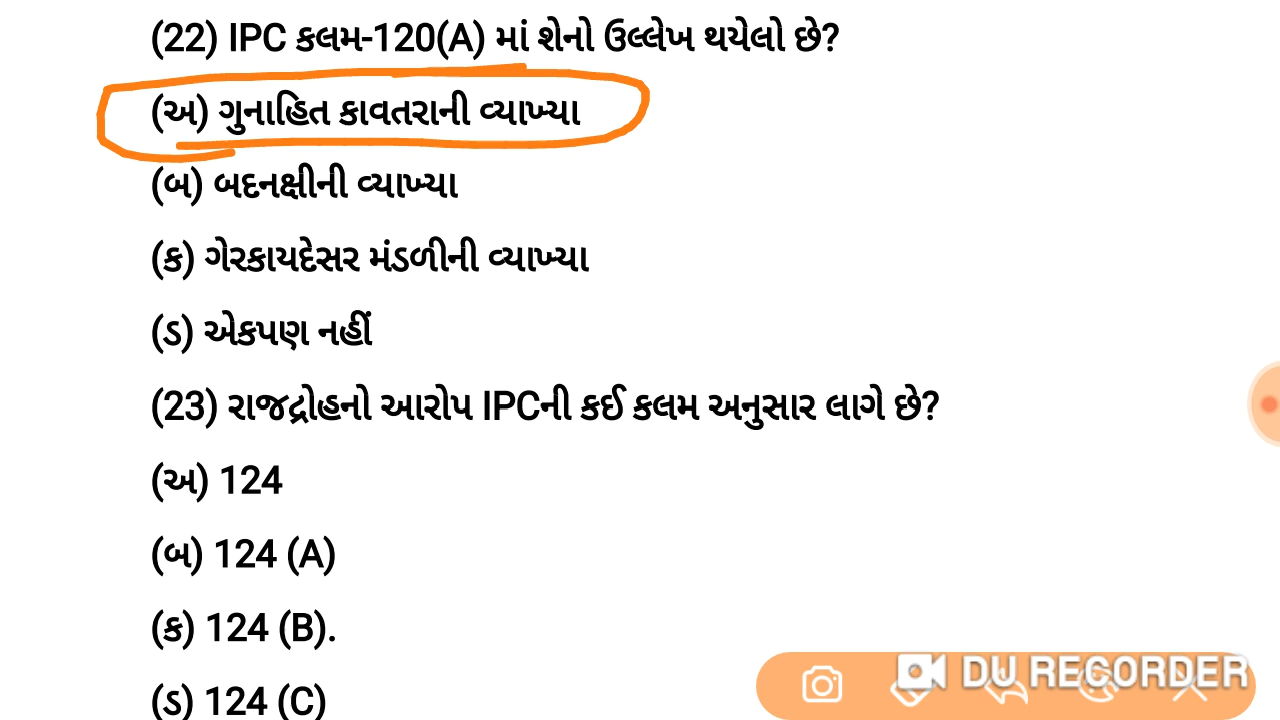 (22) IPC કલમ-120(A) માં શેનો ઉલ્લેખ થયેલો છે?
(અ) ગુનાહિત કાવતરાની વ્યાખ્યા
(બ) બદનક્ષીની વ્યાખ્યા
(ક) ગેરકાયદેસર મંડળીની વ્યાખ્યા
(ડ) એકપણ નહીં
(23) રાજદ્રોહનો આરોપ IPCની કઈ કલમ અનુસાર લાગે છે?
(અ) 124
(બ) 124 (A)
(ક) 124 (B).
(ડ) 124 (C)
DU RECORDER